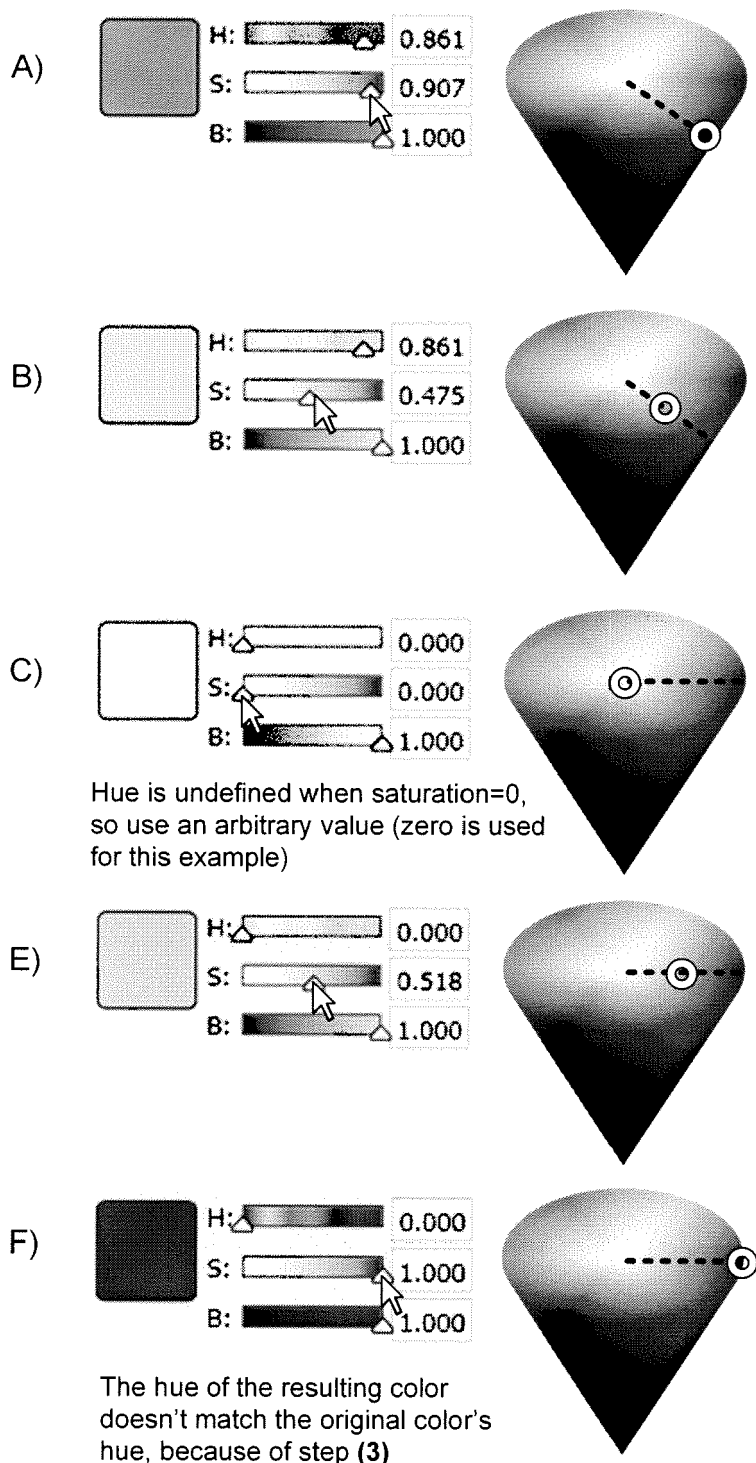 A)
H: 0.861
S: 0.907
B: 1.000
B)
H: 0.861
S: 0.475
B: 1.000
C)
H: 0.000
S: 0.000
B: 1.000
Hue is undefined when saturation=0,
so use an arbitrary value (zero is used
for this example)
E)
H: 0.000
S: 0.518
B: 1.000
F)
H: 0.000
S: 1.000
B: 1.000
The hue of the resulting color
doesn't match the original color's
hue, because of step (3)